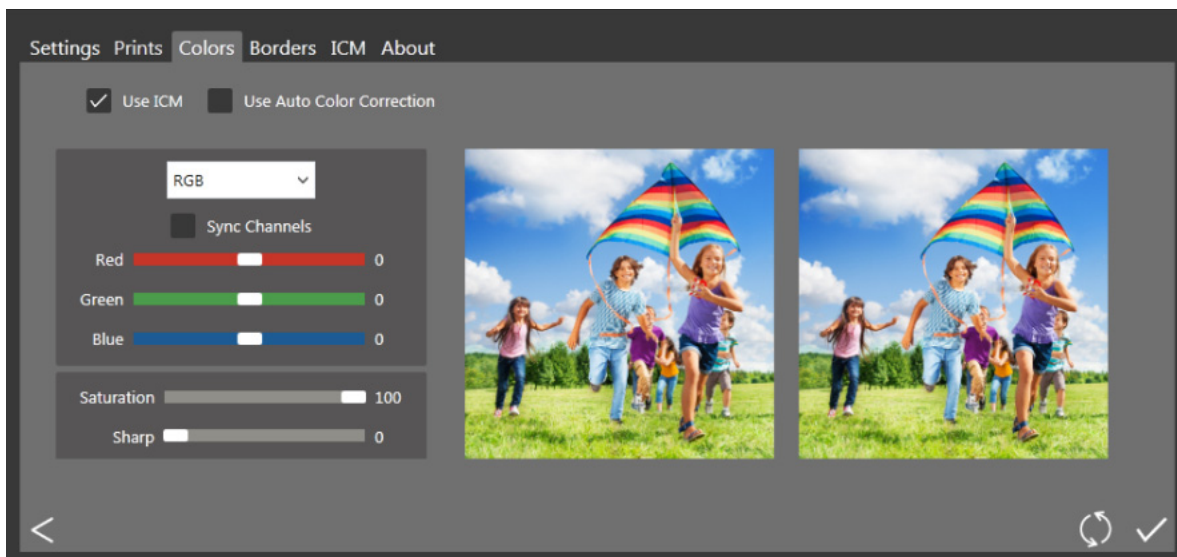 Settings Prints Colors Borders ICM About
Use ICM Use Auto Color Correction
RGB
Sync Channels
Red 0
Green 0
Blue 0
Saturation 100
Sharp 0